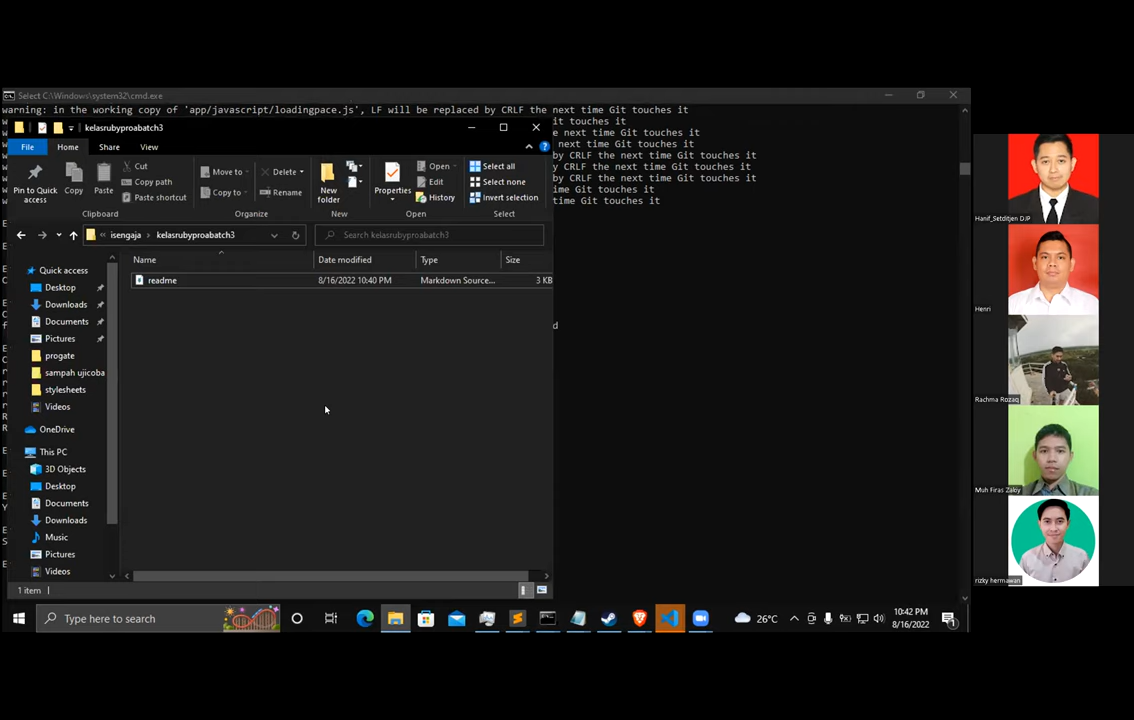 Select C:\Windows\system32\cmd.exe
warning: in the working copy of 'app/javascript/loadingpace.js', LF will be replaced by CRLF the next time Git touches it
it touches it
kelasrubyproabatch3
e next time Git touches it
next time Git touches it
File Home Share View
by CRLF the next time Git touches it
by CRLF the next time Git touches it
by CRLF the next time Git touches it
me Git touches it
time Git touches it
Pin to Quick access
Copy
Paste
Cut
Copy path
Paste shortcut
Clipboard
Move to
Copy to
Delete
Rename
Organize
New folder
New
Properties
Open
Edit
History
Open
Select all
Select none
Invert selection
Select
isengaja kelasrubyproabatch3
Search kelasrubyproabatch3
Name Date modified Type Size
readme 8/16/2022 10:40 PM Markdown Source... 3 KB
Quick access
Desktop
Downloads
Documents
Pictures
progate
sampah ujicoba
stylesheets
Videos
OneDrive
This PC
3D Objects
Desktop
Documents
Downloads
Music
Pictures
Videos
1 item
Type here to search
26°C
10:42 PM
8/16/2022
1
Hanif_Setditjen DJP
Henri
Rachma Rozaq
Muh Firas Zaloy
rizky hermawan